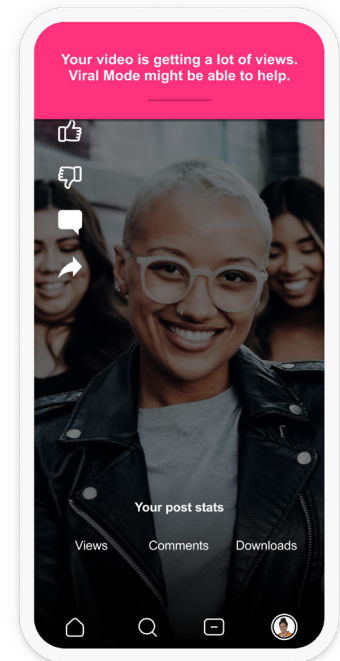 Your video is getting a lot of views.
Viral Mode might be able to help.
Your post stats
Views Comments Downloads